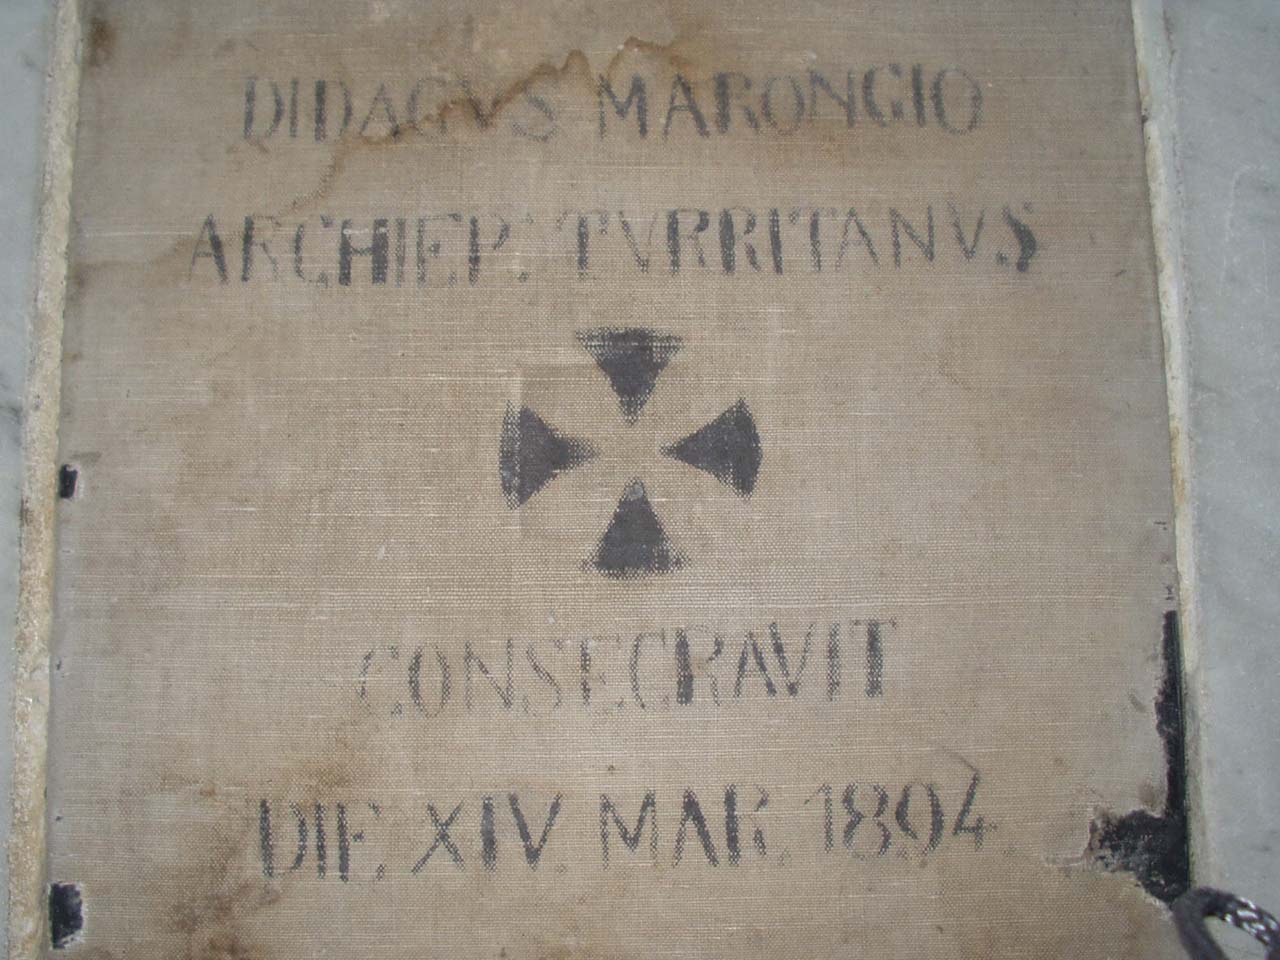 DIDACVS MARONGIO
ARCHIEP. TVRRITANVS
CONSECRAVIT
DIE XIV MAR. 1894